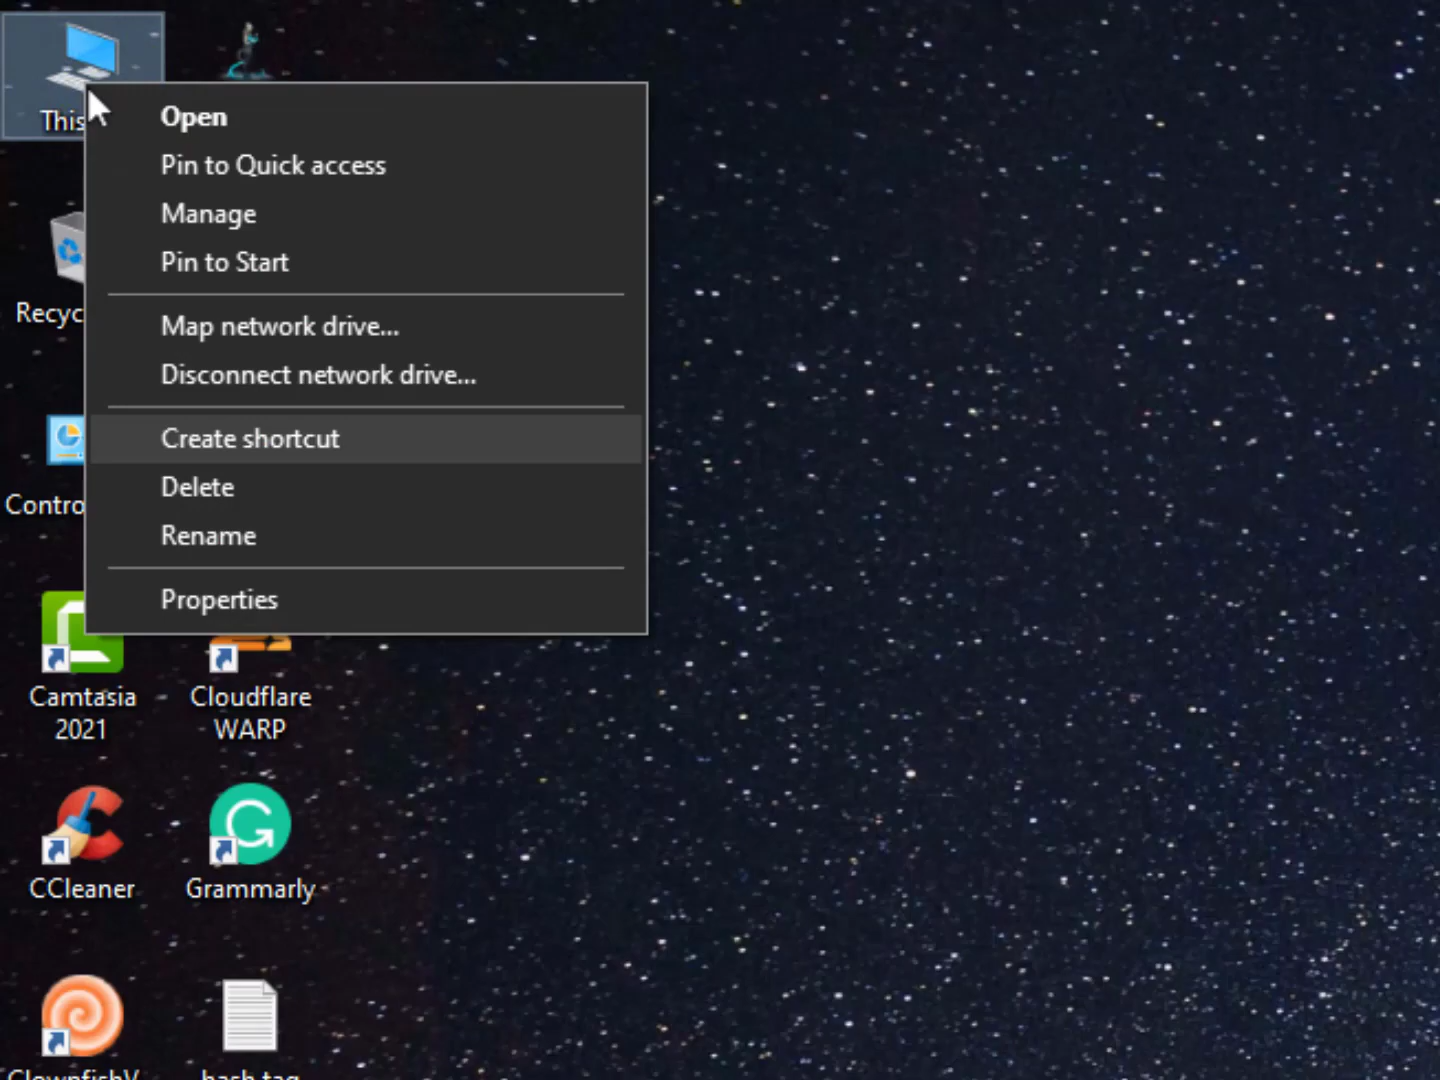 This
Open
Pin to Quick access
Manage
Pin to Start
Map network drive...
Disconnect network drive...
Create shortcut
Delete
Rename
Properties
Recyc
Contro
Camtasia
2021
Cloudflare
WARP
CCleaner
Grammarly
ClownfishV
hash tag